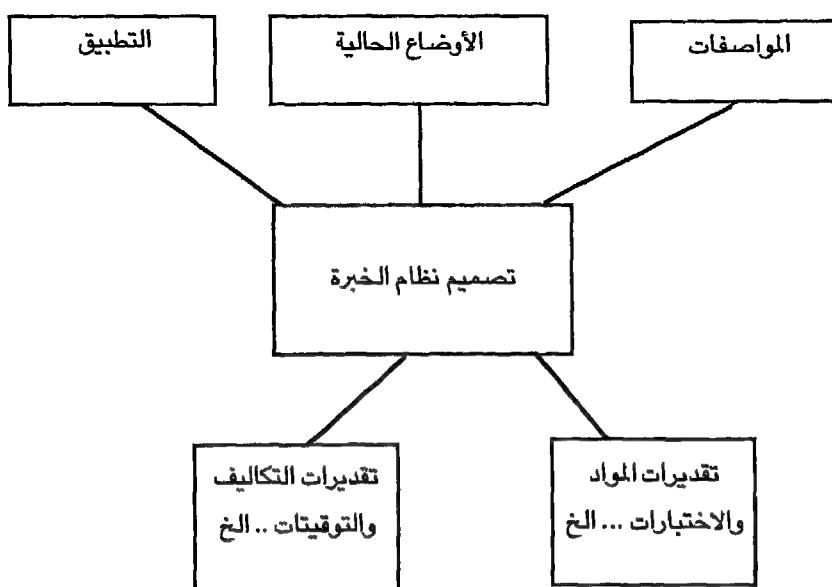 المواصفات
الأوضاع الحالية
التطبيق
تصميم نظام الخبرة
تقديرات المواد
والاختبارات ... الخ
تقديرات التكاليف
والتوقيتات .. الخ